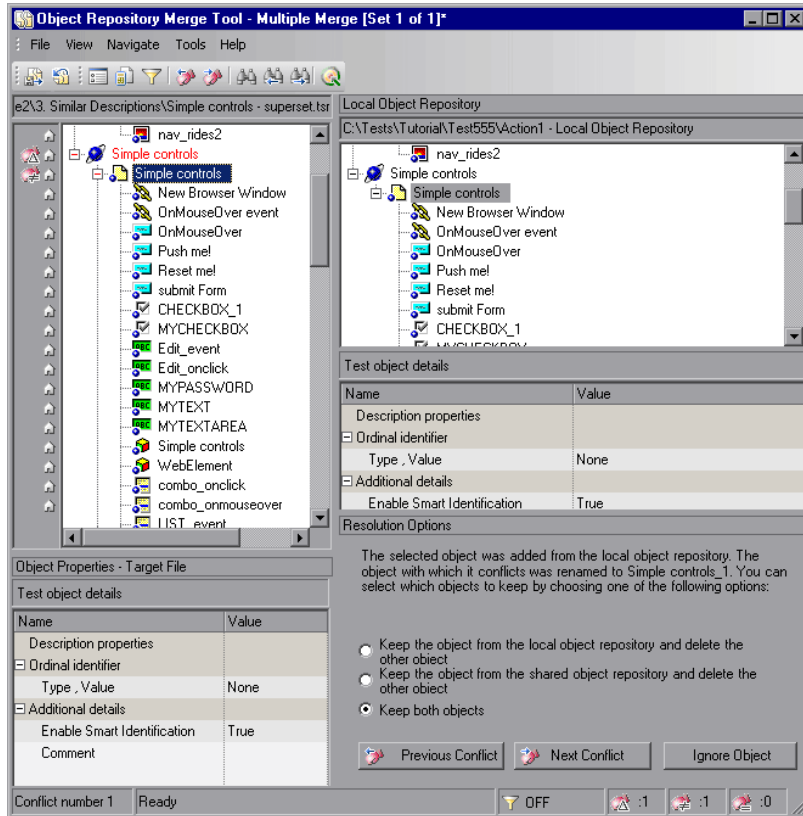 Object Repository Merge Tool - Multiple Merge [Set 1 of 1]*
File View Navigate Tools Help
e2\3. Similar Descriptions\Simple controls - superset.tsr
nav_rides2
Simple controls
Simple controls
New Browser Window
OnMouseOver event
OnMouseOver
Push me!
Reset me!
submit Form
CHECKBOX_1
MYCHECKBOX
Edit_event
Edit_onclick
MYPASSWORD
MYTEXT
MYTEXTAREA
Simple controls
WebElement
combo_onclick
combo_onmouseover
LIST_event
Object Properties - Target File
Test object details
Name Value
Description properties
Ordinal identifier
Type , Value None
Additional details
Enable Smart Identification True
Comment
Local Object Repository
C:\Tests\Tutorial\Test555\Action1 - Local Object Repository
nav_rides2
Simple controls
Simple controls
New Browser Window
OnMouseOver event
OnMouseOver
Push me!
Reset me!
submit Form
CHECKBOX_1
MYCHECKBOX
Test object details
Name Value
Description properties
Ordinal identifier
Type , Value None
Additional details
Enable Smart Identification True
Resolution Options
The selected object was added from the local object repository. The
object with which it conflicts was renamed to Simple controls_1. You can
select which objects to keep by choosing one of the following options:
Keep the object from the local object repository and delete the
other object
Keep the object from the shared object repository and delete the
other object
Keep both objects
Previous Conflict Next Conflict Ignore Object
Conflict number 1 Ready OFF :1 :1 :0